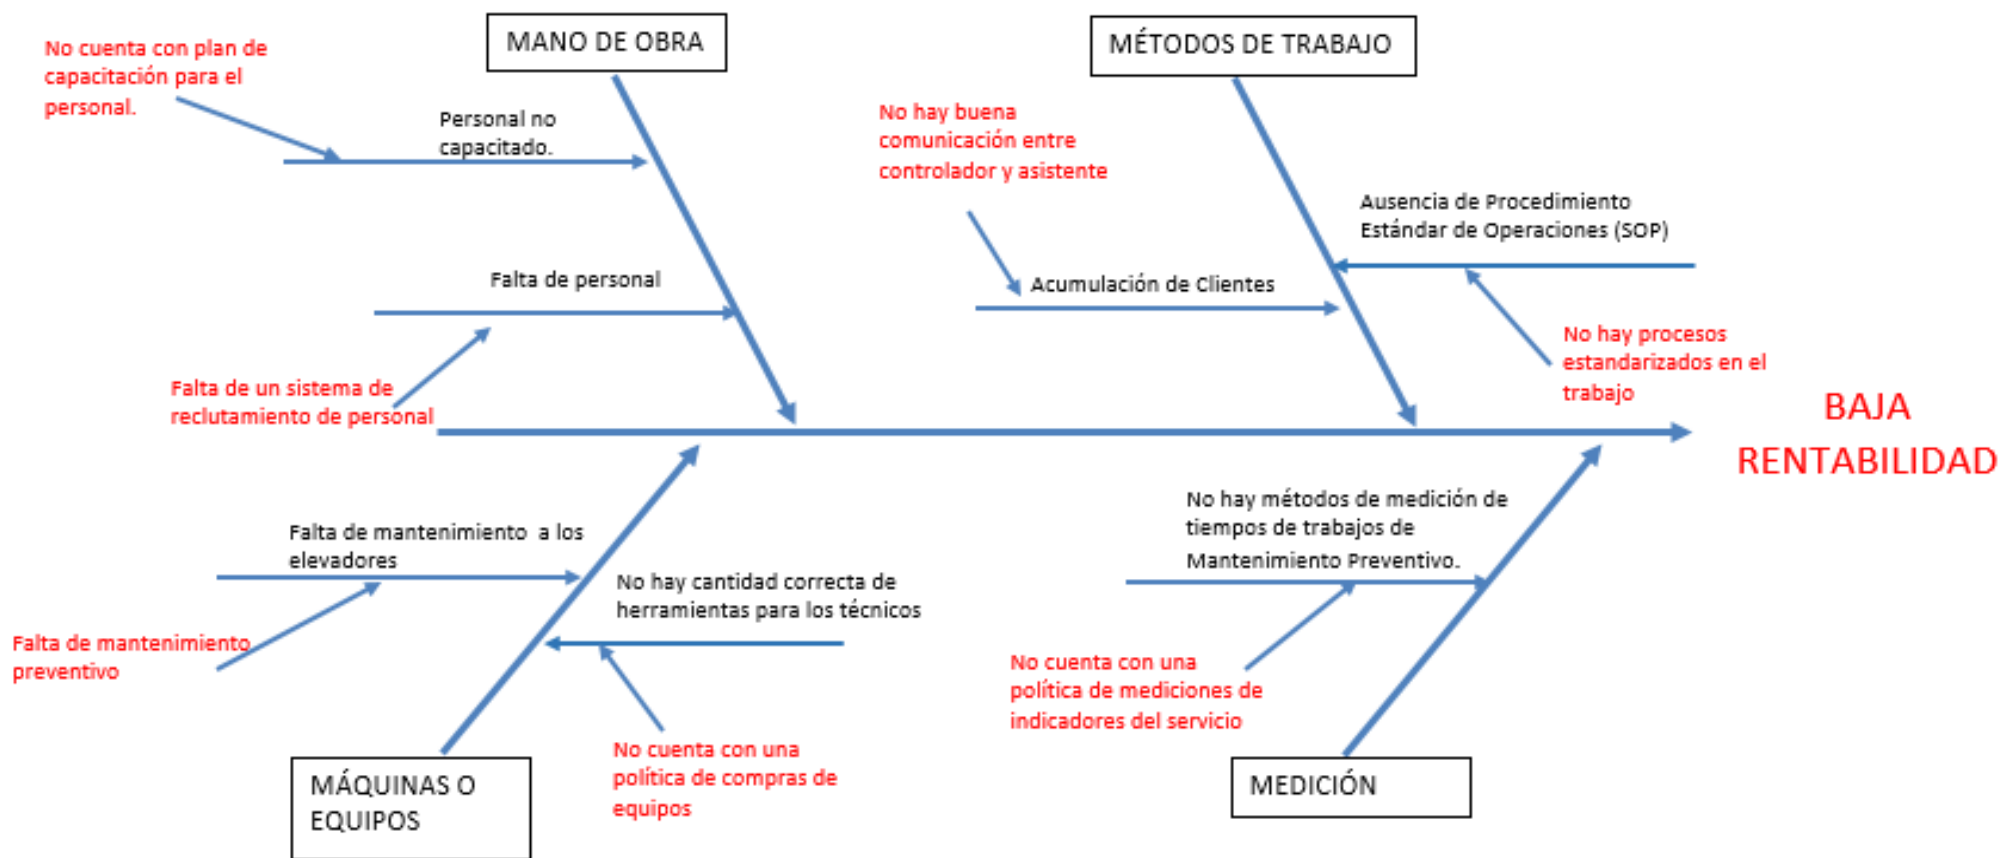 MANO DE OBRA
No cuenta con plan de
capacitación para el
personal.
Personal no
capacitado.
Falta de personal
Falta de un sistema de
reclutamiento de personal
MÉTODOS DE TRABAJO
No hay buena
comunicación entre
controlador y asistente
Acumulación de Clientes
Ausencia de Procedimiento
Estándar de Operaciones (SOP)
No hay procesos
estandarizados en el
trabajo
BAJA
RENTABILIDAD
Falta de mantenimiento a los
elevadores
Falta de mantenimiento
preventivo
No hay cantidad correcta de
herramientas para los técnicos
No cuenta con una
política de compras de
equipos
MÁQUINAS O
EQUIPOS
No hay métodos de medición de
tiempos de trabajos de
Mantenimiento Preventivo.
No cuenta con una
política de mediciones de
indicadores del servicio
MEDICIÓN